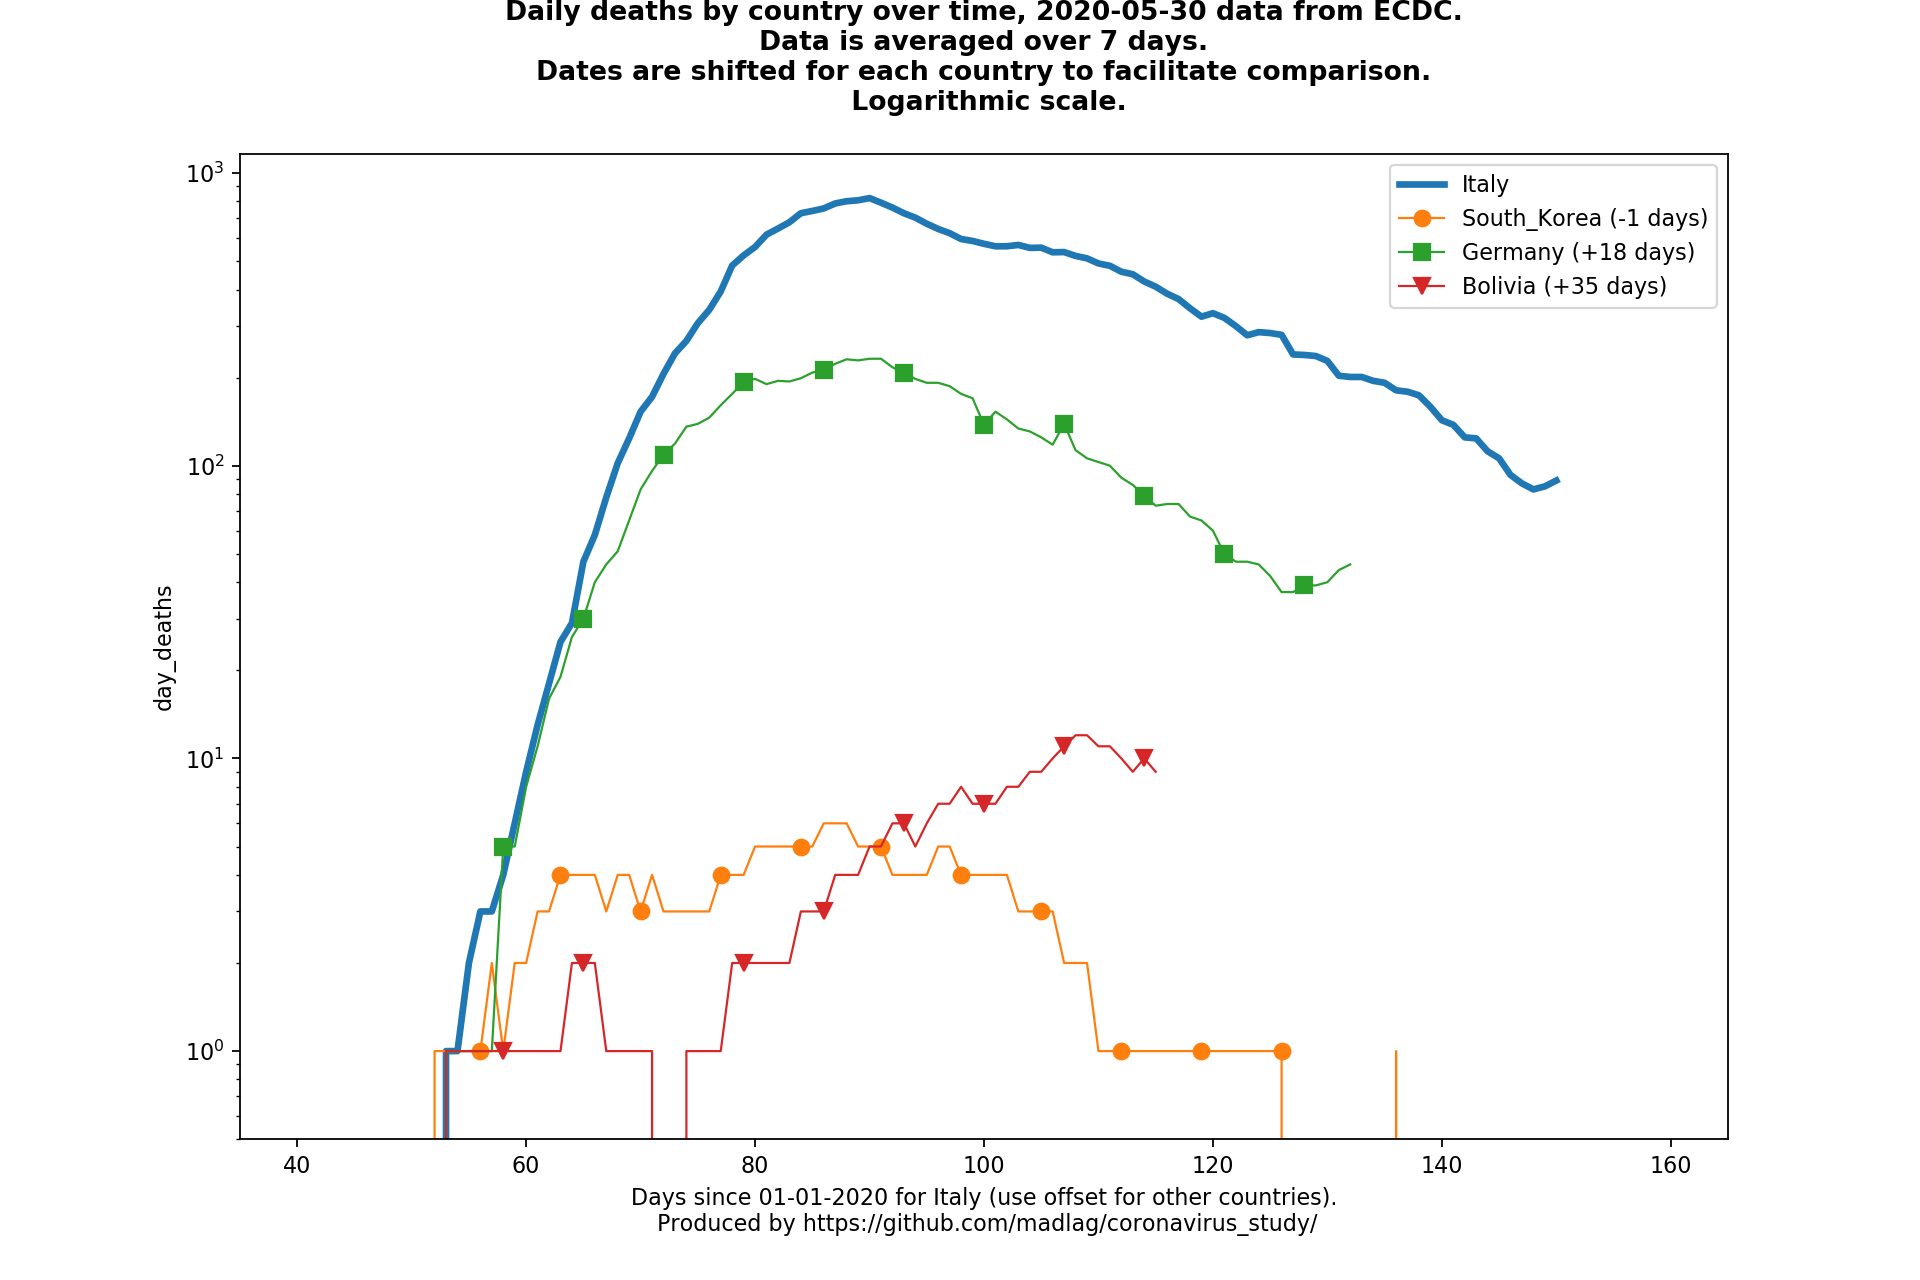 Daily deaths by country over time, 2020-05-30 data from ECDC.
Data is averaged over 7 days.
Dates are shifted for each country to facilitate comparison.
Logarithmic scale.
10³
10²
10¹
10⁰
day_deaths
Italy
South_Korea (-1 days)
Germany (+18 days)
Bolivia (+35 days)
40 60 80 100 120 140 160
Days since 01-01-2020 for Italy (use offset for other countries).
Produced by https://github.com/madlag/coronavirus_study/